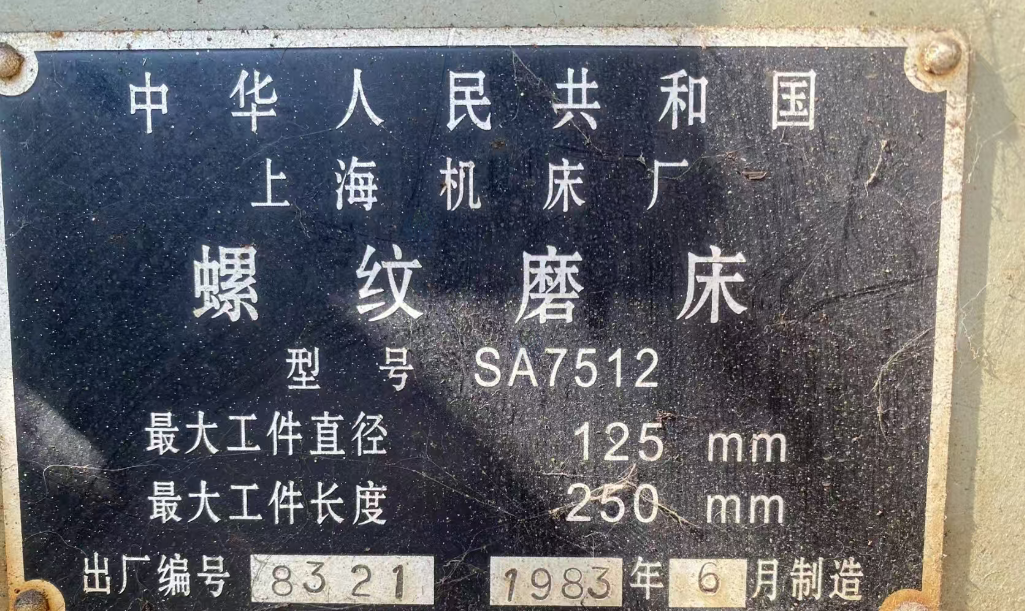 中华人民共和国
上海机床厂
螺纹磨床
型号 SA7512
最大工件直径 125 mm
最大工件长度 250 mm
出厂编号 8321 1983年6月制造